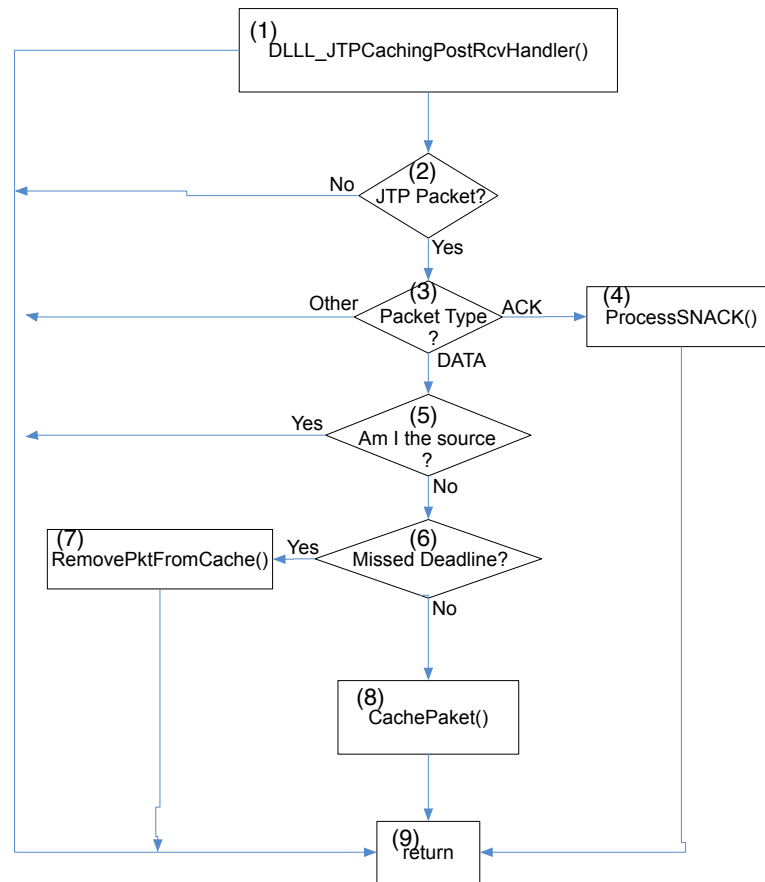 (1)
DLLL_JTPCachingPostRcvHandler()
(2)
No
JTP Packet?
Yes
(3)
Other
Packet Type
?
ACK
(4)
ProcessSNACK()
DATA
(5)
Yes
Am I the source
?
No
(6)
Yes
Missed Deadline?
(7)
RemovePktFromCache()
No
(8)
CachePaket()
(9)
return